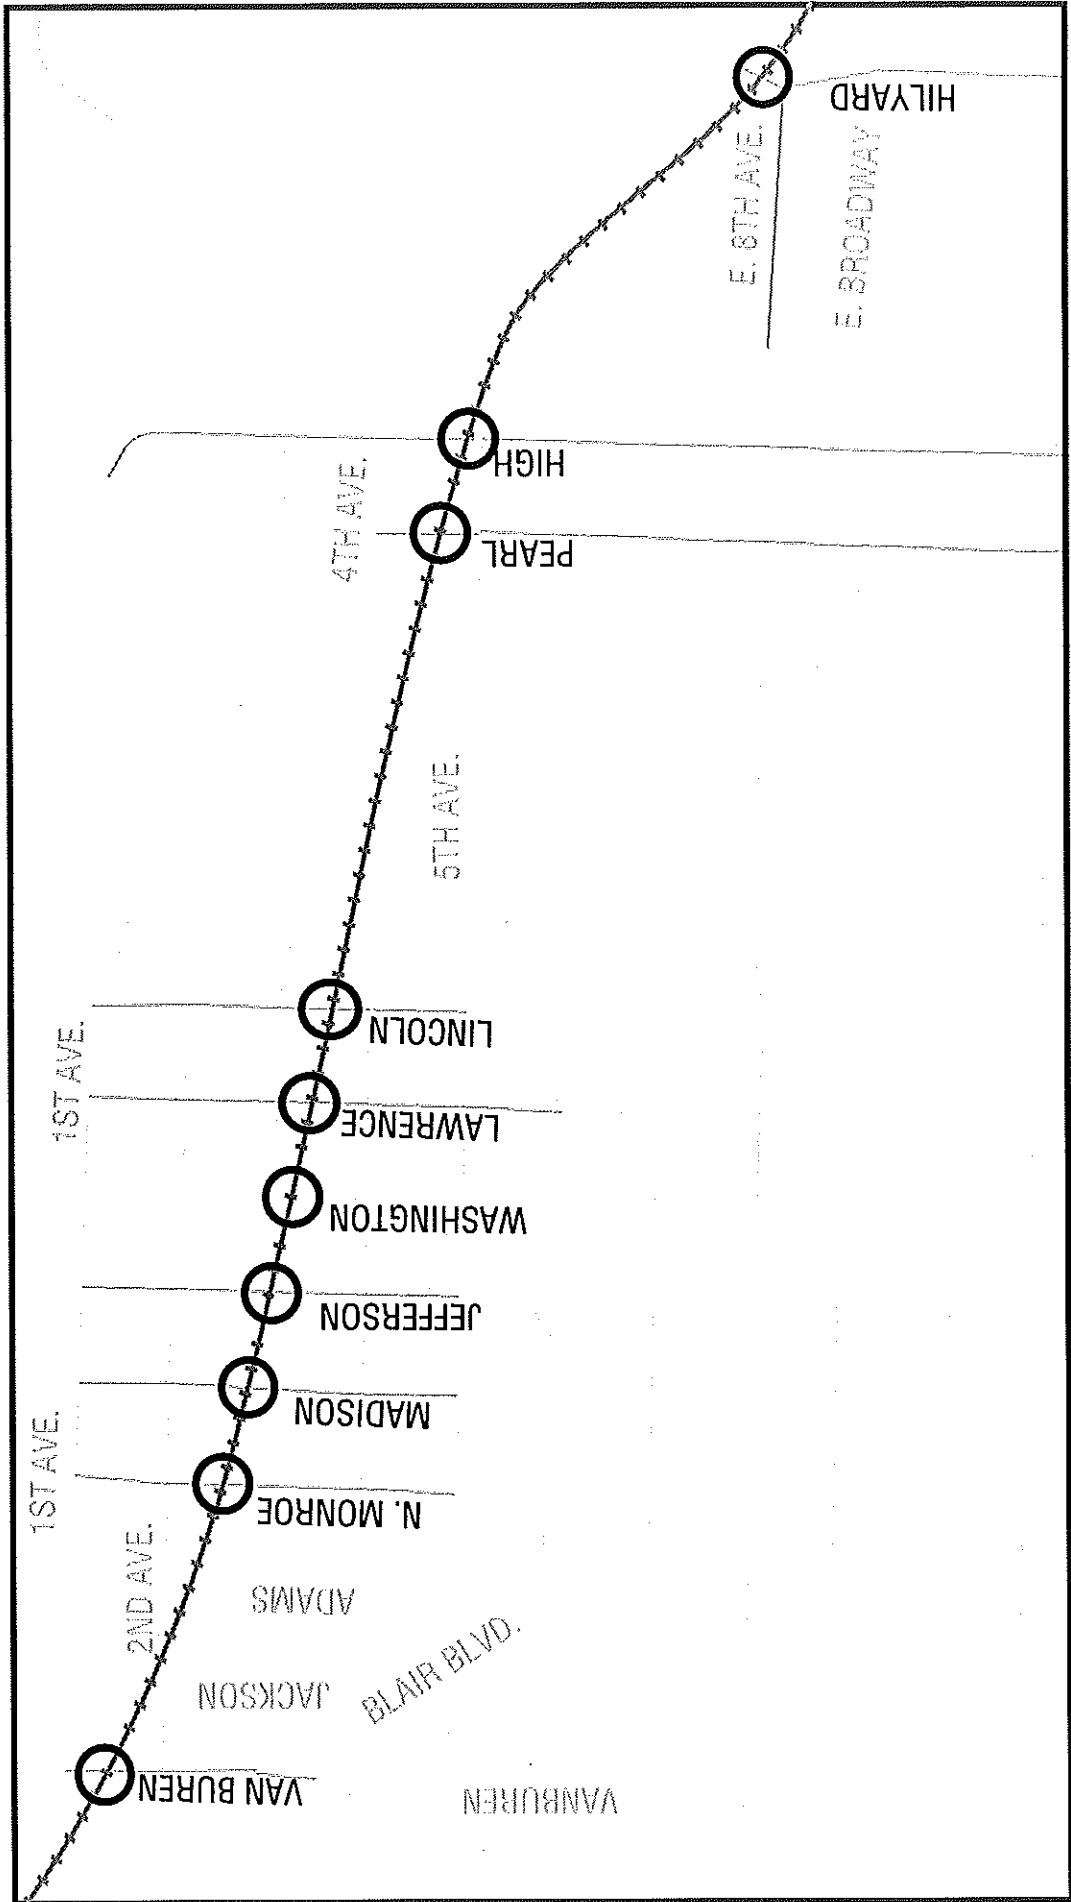 HILYARD
E. 8TH AVE.
E. BROADWAY
HIGH
4TH AVE.
PEARL
5TH AVE.
LINCOLN
1ST AVE.
LAWRENCE
WASHINGTON
JEFFERSON
MADISON
1ST AVE.
N. MONROE
2ND AVE.
ADAMS
JACKSON
BLAIR BLVD.
VAN BUREN
VANBUREN